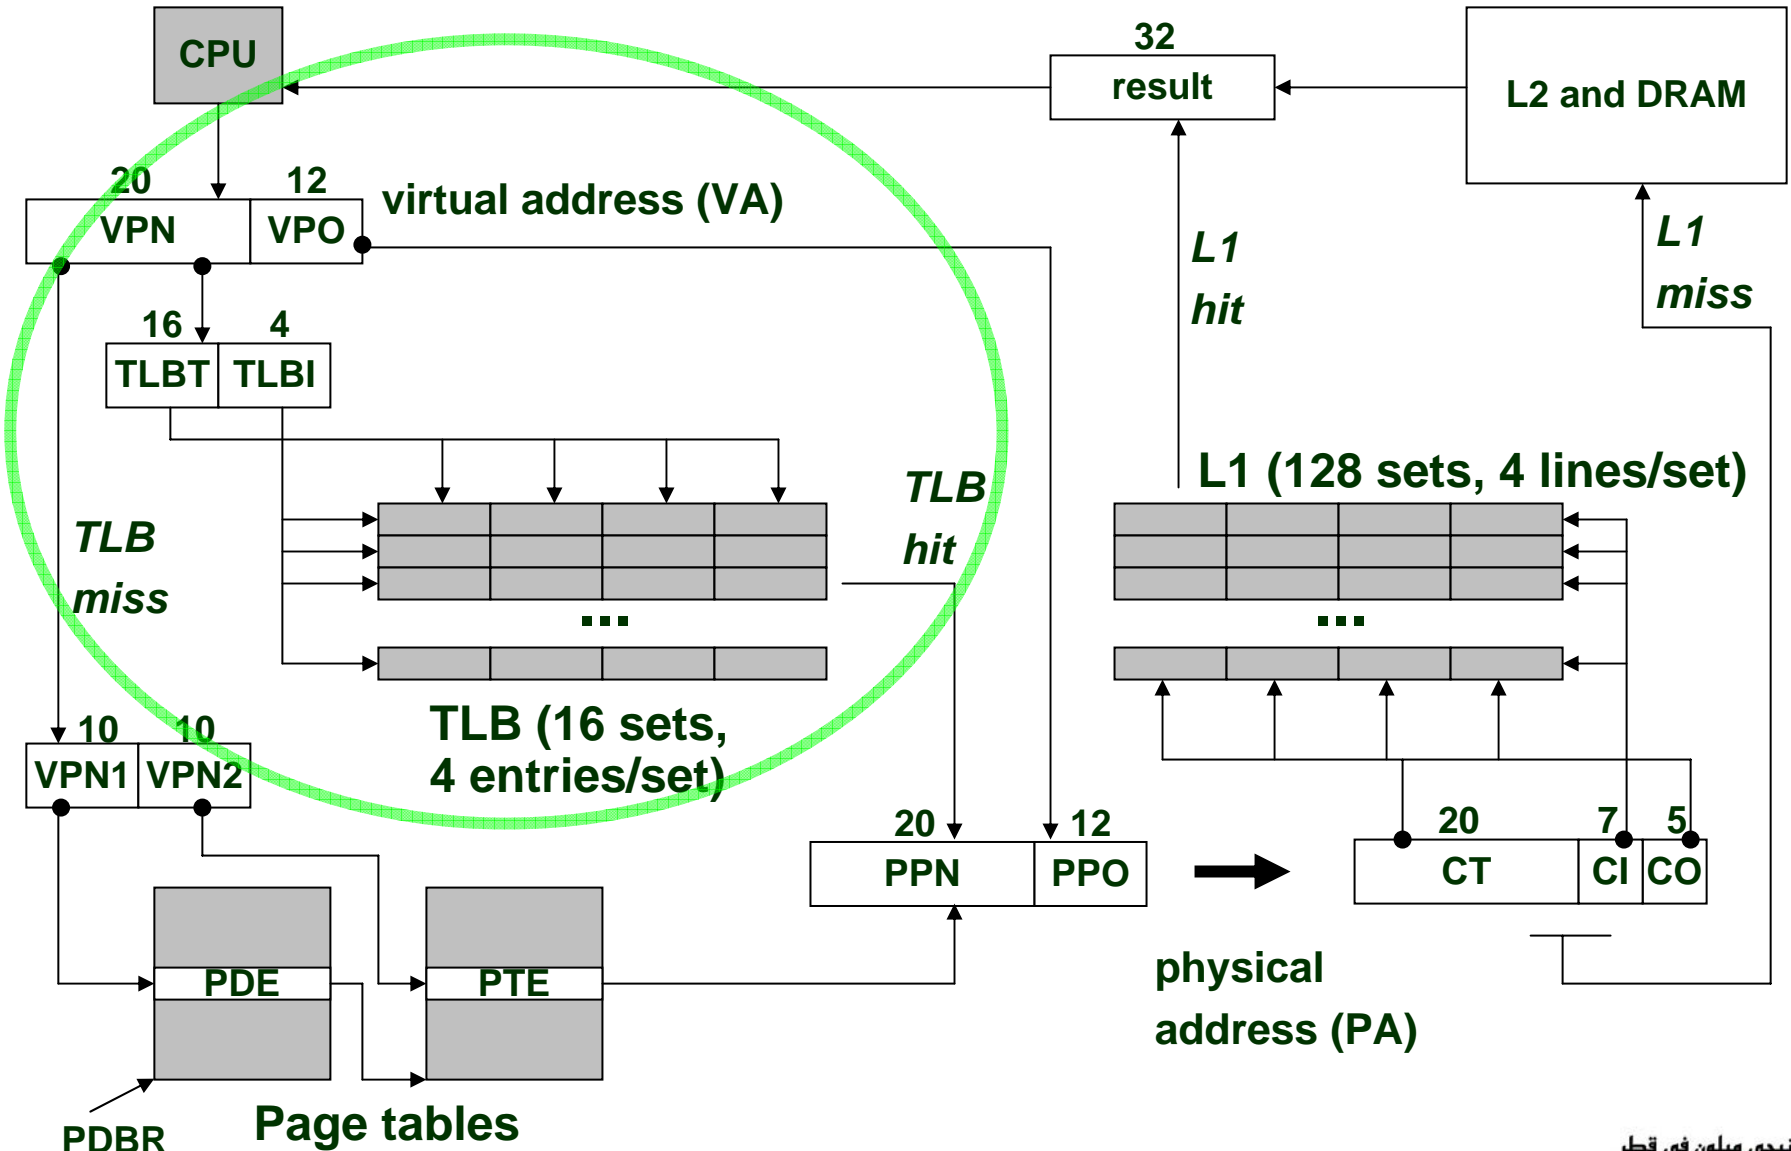 CPU
32
result
L2 and DRAM
20 12
VPN VPO
virtual address (VA)
L1
hit
L1
miss
16 4
TLBT TLBI
TLB
hit
L1 (128 sets, 4 lines/set)
TLB
miss
...
...
TLB (16 sets,
4 entries/set)
10 10
VPN1 VPN2
20 12
PPN PPO
20 7 5
CT CI CO
PDE
PTE
physical
address (PA)
PDBR
Page tables